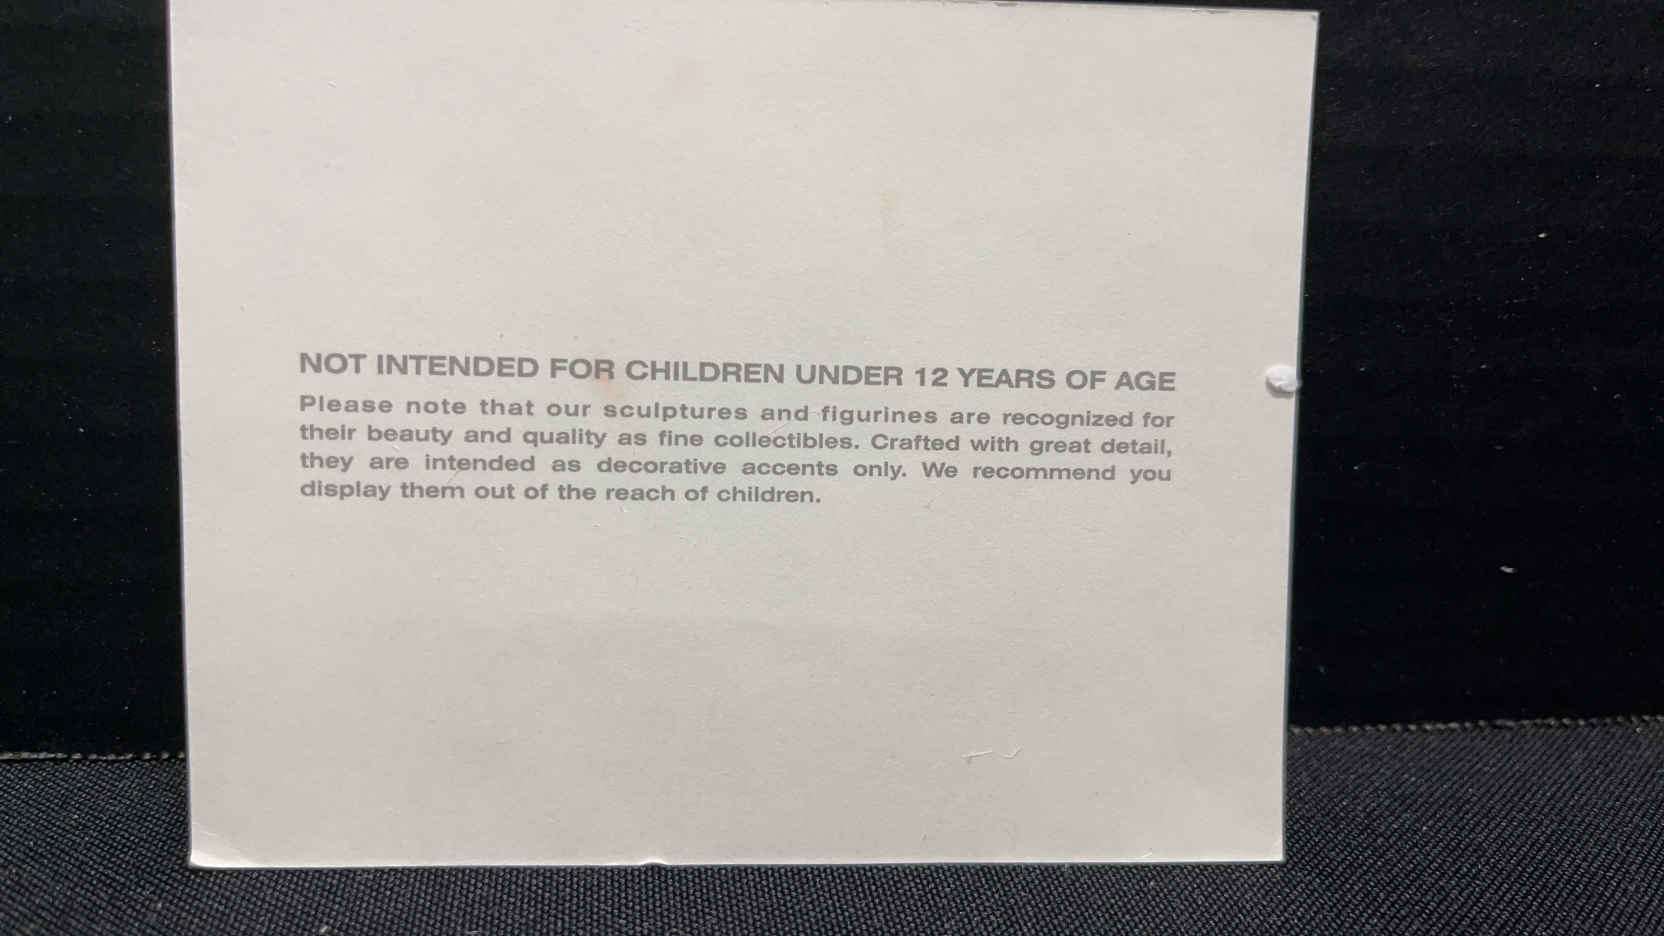 NOT INTENDED FOR CHILDREN UNDER 12 YEARS OF AGE
Please note that our sculptures and figurines are recognized for
their beauty and quality as fine collectibles. Crafted with great detail,
they are intended as decorative accents only. We recommend you
display them out of the reach of children.